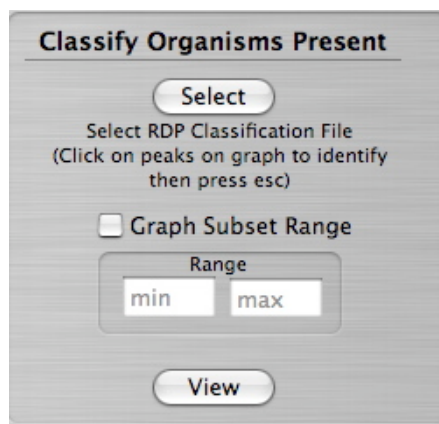 Classify Organisms Present
Select
Select RDP Classification File
(Click on peaks on graph to identify
then press esc)
Graph Subset Range
Range
min max
View